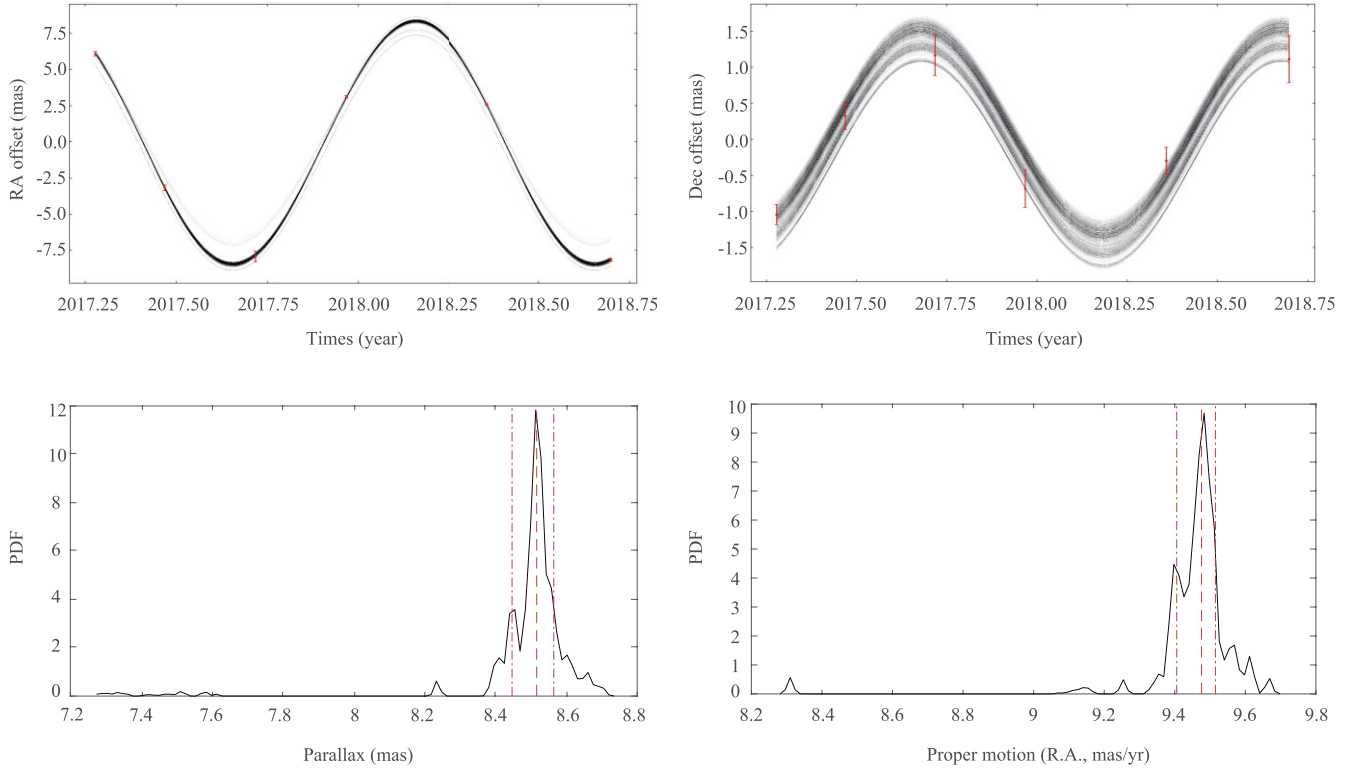 RA offset (mas)
7.5
5.0
2.5
0.0
-2.5
-5.0
-7.5
2017.25 2017.50 2017.75 2018.00 2018.25 2018.50 2018.75
Times (year)
Dec offset (mas)
1.5
1.0
0.5
0.0
-0.5
-1.0
-1.5
2017.25 2017.50 2017.75 2018.00 2018.25 2018.50 2018.75
Times (year)
PDF
12
10
8
6
4
2
0
7.2 7.4 7.6 8 8.2 8.4 8.6 8.8
Parallax (mas)
PDF
10
9
8
7
6
5
4
3
2
1
0
8.2 8.4 8.6 8.8 9 9.2 9.4 9.6 9.8
Proper motion (R.A., mas/yr)